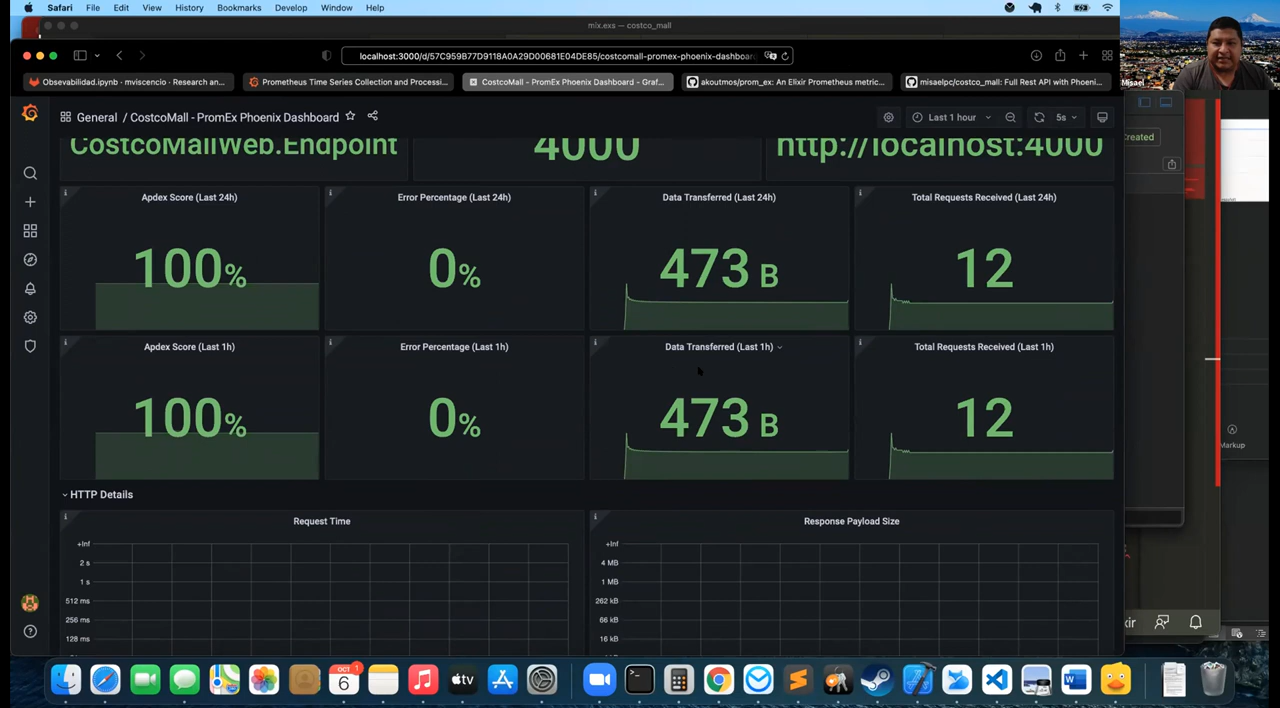 Safari File Edit View History Bookmarks Develop Window Help
mix.exs — costco_mall
localhost:3000/d/57C959B77D9118A0A29D00681E04DE85/costcomall-promex-phoenix-dashboar
Obsevabilidad.ipynb • mviscencio • Research an...
Prometheus Time Series Collection and Processi...
CostcoMall - PromEx Phoenix Dashboard - Graf...
akoutmos/prom_ex: An Elixir Prometheus metric...
misaelpc/costco_mall: Full Rest API with Phoeni...
Misael
General / CostcoMall - PromEx Phoenix Dashboard
Last 1 hour
5s
Created
CostcoMallWeb.Endpoint
4000
http://localhost:4000
Apdex Score (Last 24h)
Error Percentage (Last 24h)
Data Transferred (Last 24h)
Total Requests Received (Last 24h)
100%
0%
473 B
12
Apdex Score (Last 1h)
Error Percentage (Last 1h)
Data Transferred (Last 1h)
Total Requests Received (Last 1h)
100%
0%
473 B
12
Markup
HTTP Details
Request Time
Response Payload Size
+Inf
2 s
1 s
512 ms
256 ms
128 ms
+Inf
4 MB
1 MB
262 kB
66 kB
16 kB
OCT
6
tv